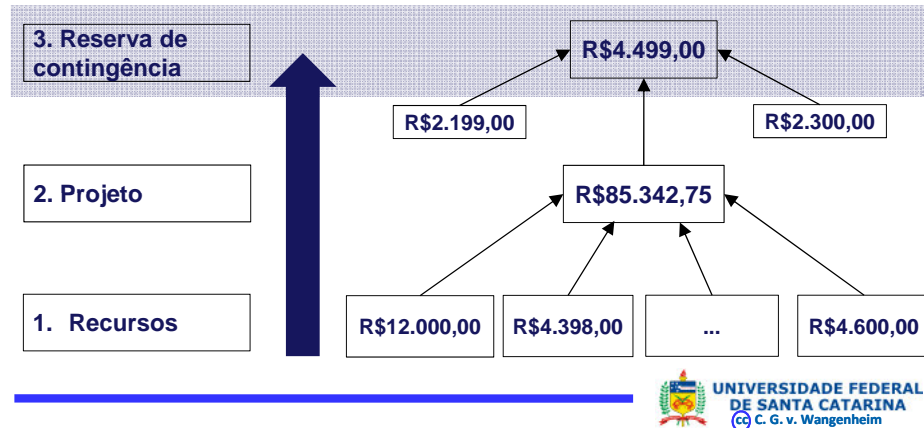 3. Reserva de
contingência
R$4.499,00
R$2.199,00
R$2.300,00
2. Projeto
R$85.342,75
1. Recursos
R$12.000,00
R$4.398,00
...
R$4.600,00
UNIVERSIDADE FEDERAL
DE SANTA CATARINA
cc C. G. v. Wangenheim